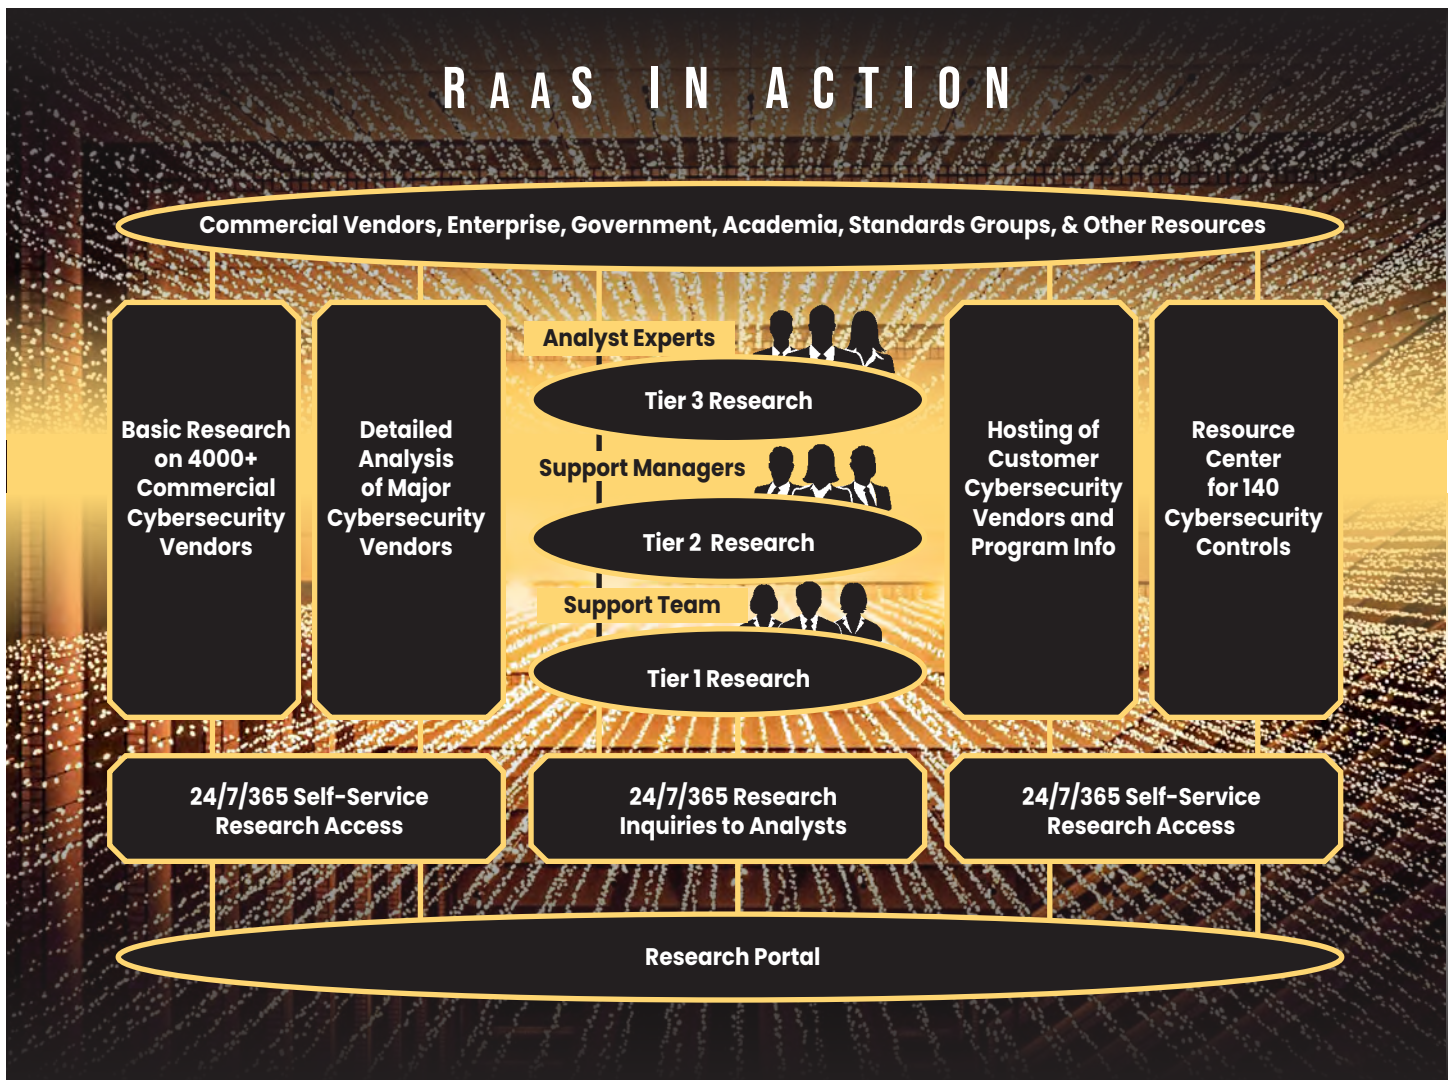 RAAS IN ACTION
Commercial Vendors, Enterprise, Government, Academia, Standards Groups, & Other Resources
Basic Research
on 4000+
Commercial
Cybersecurity
Vendors
Detailed
Analysis
of Major
Cybersecurity
Vendors
Analyst Experts
Tier 3 Research
Support Managers
Tier 2 Research
Support Team
Tier 1 Research
Hosting of
Customer
Cybersecurity
Vendors and
Program Info
Resource
Center
for 140
Cybersecurity
Controls
24/7/365 Self-Service
Research Access
24/7/365 Research
Inquiries to Analysts
24/7/365 Self-Service
Research Access
Research Portal